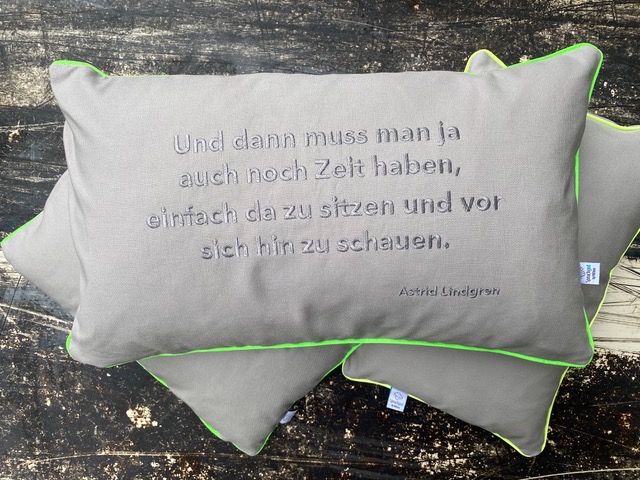 Und dann muss man ja
auch noch Zeit haben,
einfach da zu sitzen und vor
sich hin zu schauen.
Astrid Lindgren